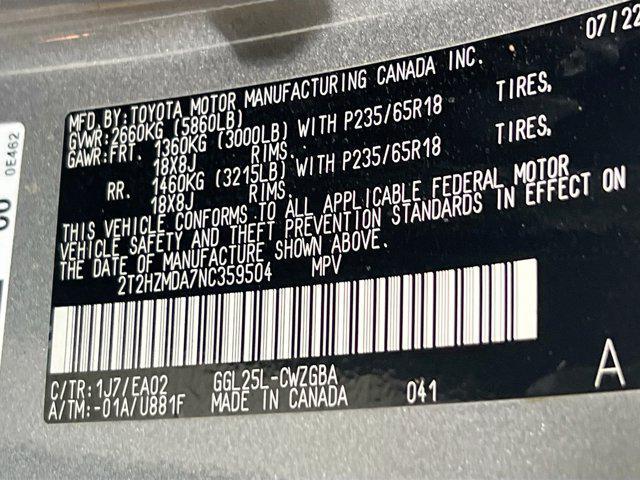 07/22
MFD. BY: TOYOTA MOTOR MANUFACTURING CANADA INC.
GVWR: 2660KG (5860LB)
GAWR: FRT. 1360KG (3000LB) WITH P235/65R18 TIRES,
18X8J RIMS.
RR. 1460KG (3215LB) WITH P235/65R18 TIRES,
18X8J RIMS.
THIS VEHICLE CONFORMS TO ALL APPLICABLE FEDERAL MOTOR
VEHICLE SAFETY AND THEFT PREVENTION STANDARDS IN EFFECT ON
THE DATE OF MANUFACTURE SHOWN ABOVE.
2T2HZMDA7NC359504 MPV
C/TR: 1J7/EA02 GGL25L-CWZGBA A
A/TM: -01A/U881F MADE IN CANADA 041
0E462